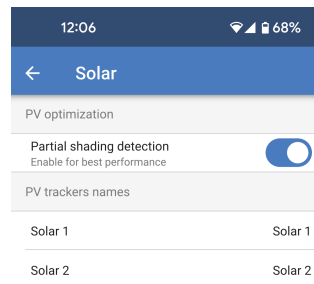 12:06 68%
Solar
PV optimization
Partial shading detection
Enable for best performance
PV trackers names
Solar 1 Solar 1
Solar 2 Solar 2